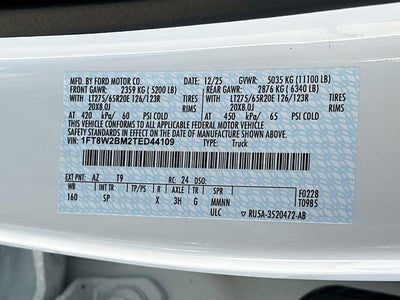 MFD. BY FORD MOTOR CO. 12/25 GVWR: 5035 KG (11100 LB)
FRONT GAWR: 2359 KG (5200 LB) REAR GAWR: 2876 KG (6340 LB)
WITH LT275/65R20E 126/123R TIRES WITH LT275/65R20E 126/123R TIRES
20X8.0J RIMS 20X8.0J RIMS
AT 420 kPa/ 60 PSI COLD AT 450 kPa/ 65 PSI COLD
THIS VEHICLE CONFORMS TO ALL APPLICABLE FEDERAL MOTOR VEHICLE
SAFETY STANDARDS IN EFFECT ON THE DATE OF MANUFACTURE SHOWN ABOVE.
VIN: 1FT8W2BM2TED44109 TYPE: Truck
EXT PNT: AZ T9 RC: 24 DSO: F0228
WB INT TR TP/PS R AXLE TR SPR T0985
160 SP X 3H G MMNN
ULC RU5A-3520472-AB